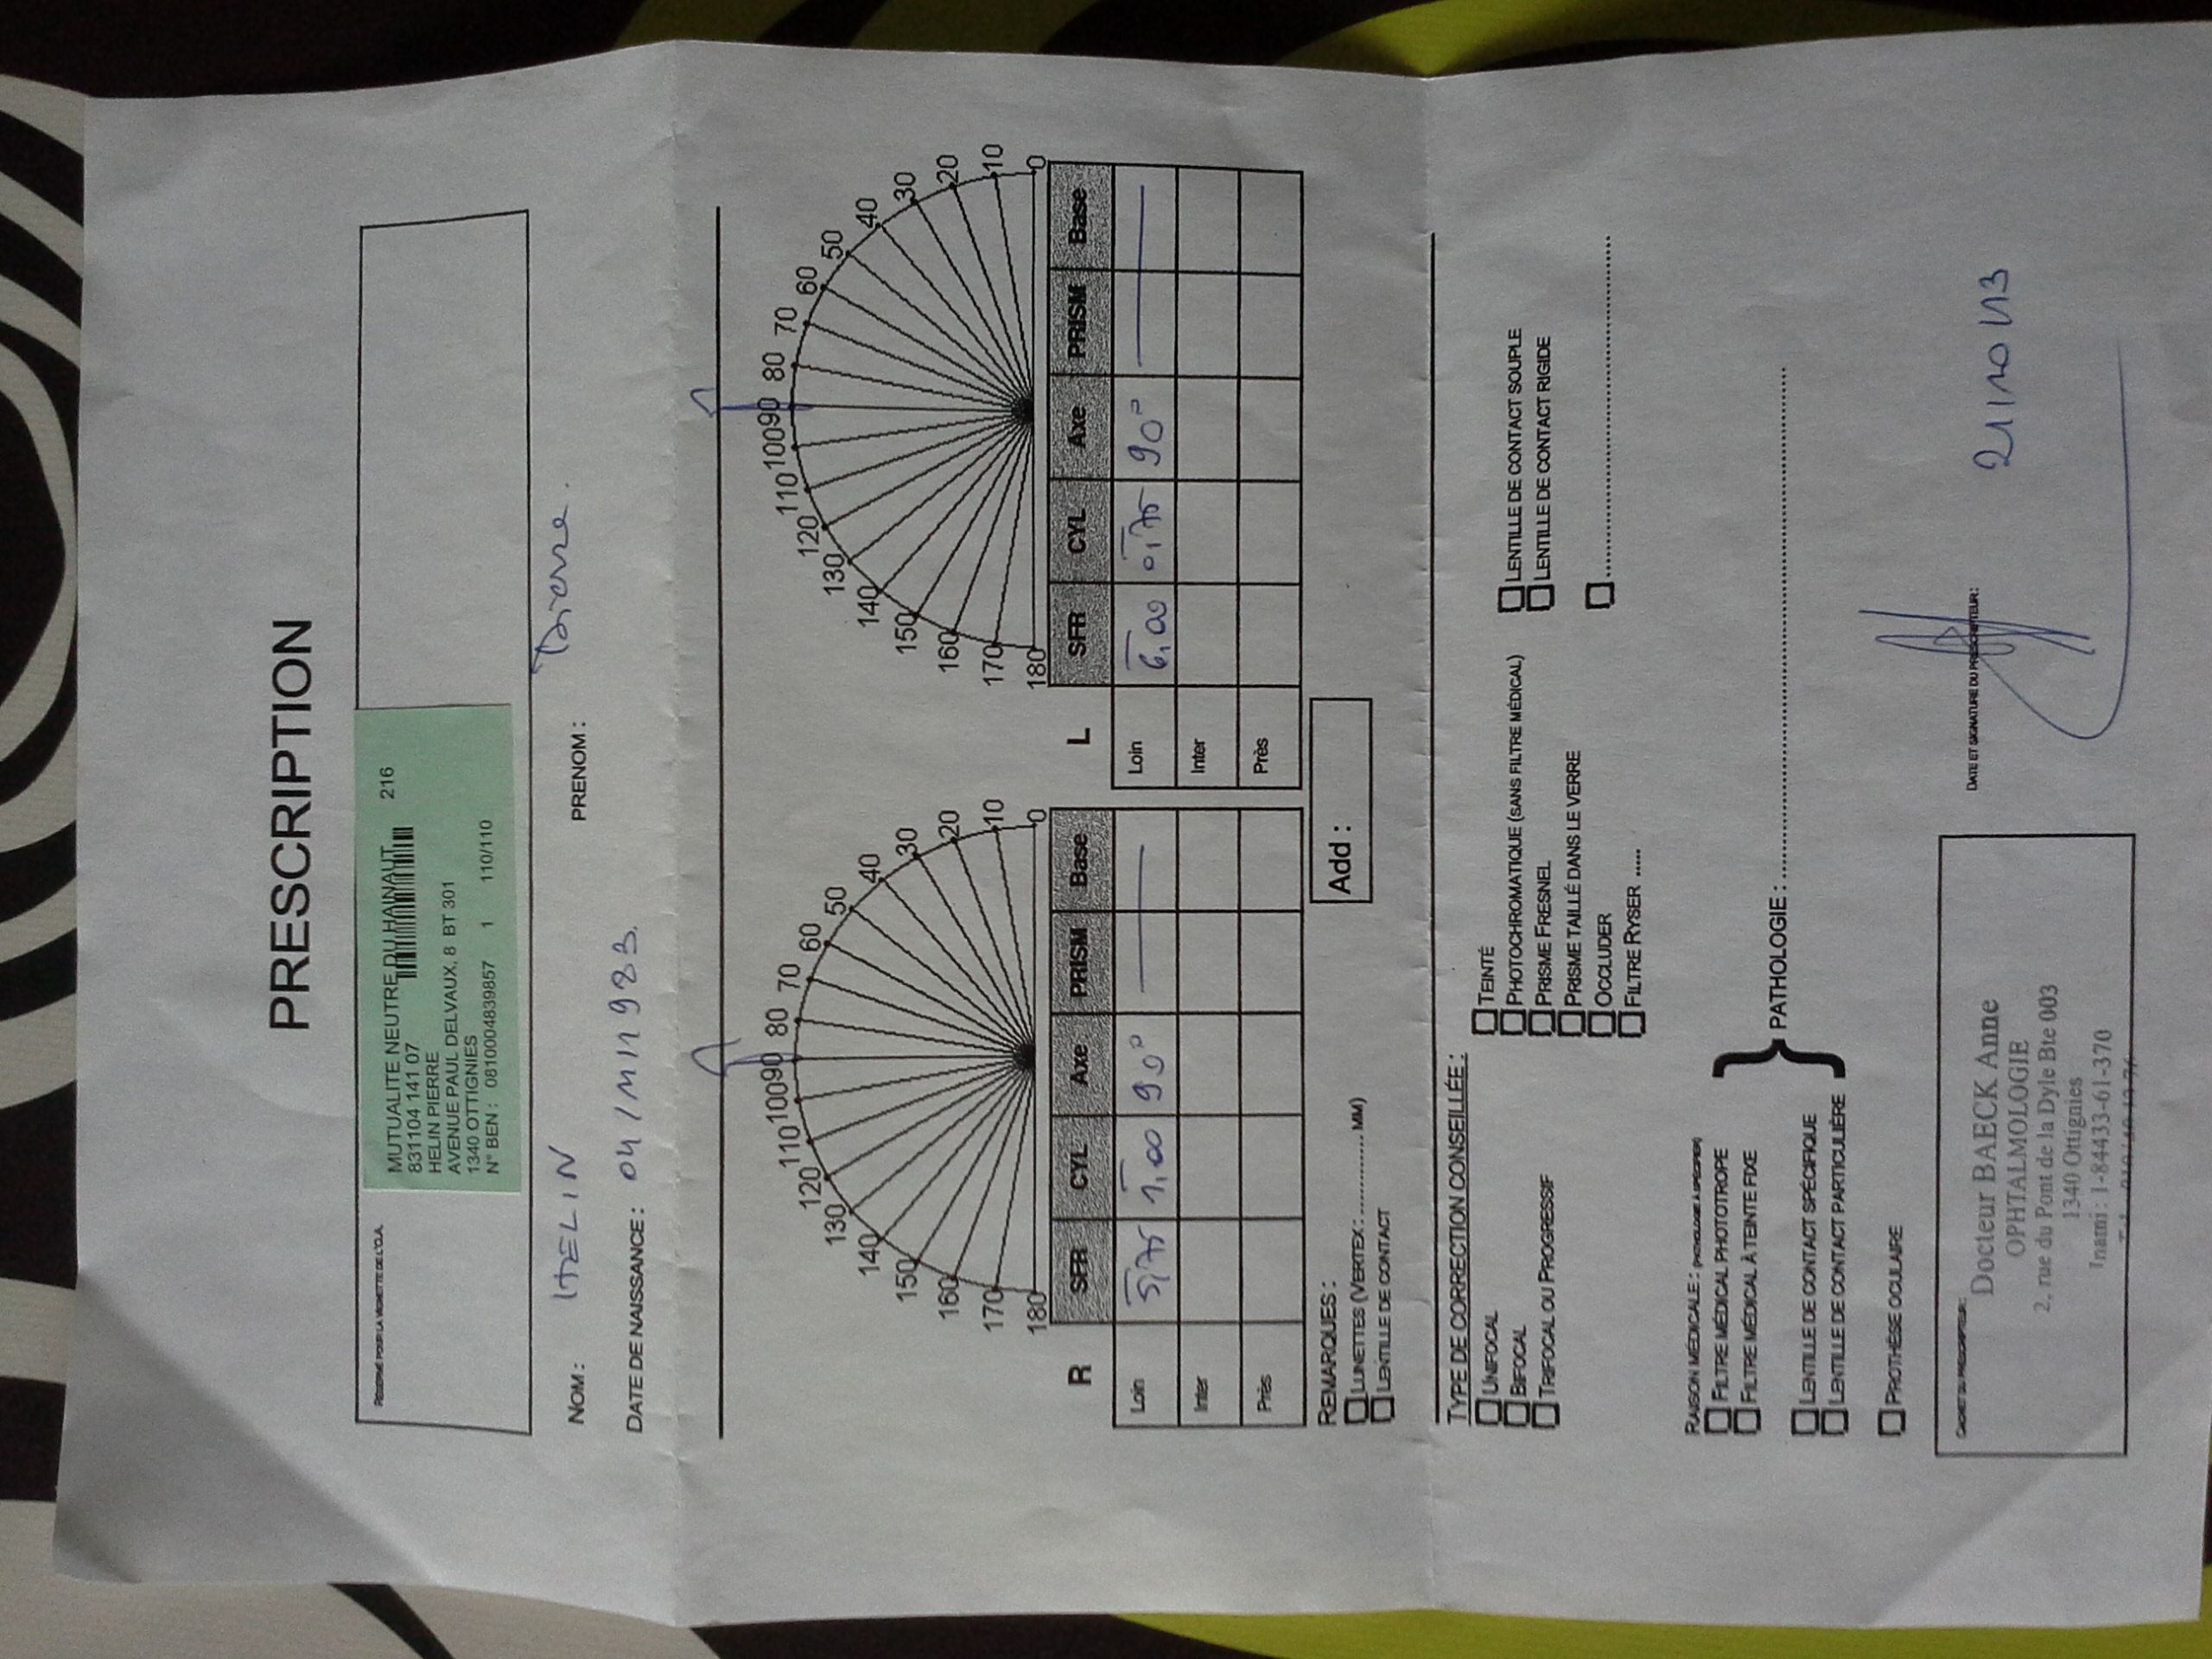 PRESCRIPTION
RÉSERVÉ POUR LA VIGNETTE DE L'O.A.
MUTUALITE NEUTRE DU HAINAUT 216
831104 141 07
HELIN PIERRE
AVENUE PAUL DELVAUX, 8 BT 301
1340 OTTIGNIES
N° BEN : 0810004839857 1 110/110
NOM : HELIN PRENOM : Pierre.
DATE DE NAISSANCE : 04/11/1983.
180 170 160 150 140 130 120 110 100 90 80 70 60 50 40 30 20 10 0
180 170 160 150 140 130 120 110 100 90 80 70 60 50 40 30 20 10 0
R SFR CYL Axe PRISM Base
Loin 5,75 1,00 90° — —
Inter
Près
L SFR CYL Axe PRISM Base
Loin 6,00 0,75 90° —
Inter
Près
Add :
REMARQUES :
LUNETTES (VERTEX : ............... MM)
LENTILLE DE CONTACT
TYPE DE CORRECTION CONSEILLÉE :
UNIFOCAL
BIFOCAL
TRIFOCAL OU PROGRESSIF
TEINTÉ
PHOTOCHROMATIQUE (SANS FILTRE MÉDICAL)
PRISME FRESNEL
PRISME TAILLÉ DANS LE VERRE
OCCLUDER
FILTRE RYSER .....
LENTILLE DE CONTACT SOUPLE
LENTILLE DE CONTACT RIGIDE
RAISON MÉDICALE : (PATHOLOGIE À SPÉCIFIER)
FILTRE MÉDICAL PHOTOTROPE
FILTRE MÉDICAL À TEINTE FIXE
LENTILLE DE CONTACT SPÉCIFIQUE
LENTILLE DE CONTACT PARTICULIÈRE
PATHOLOGIE :
PROTHÈSE OCULAIRE
CACHET DU PRESCRIPTEUR :
Docteur BAECK Anne
OPHTALMOLOGIE
2, rue du Pont de la Dyle Bte 003
1340 Ottignies
Inami : 1-84433-61-370
DATE ET SIGNATURE DU PRESCRIPTEUR :
21/10/13